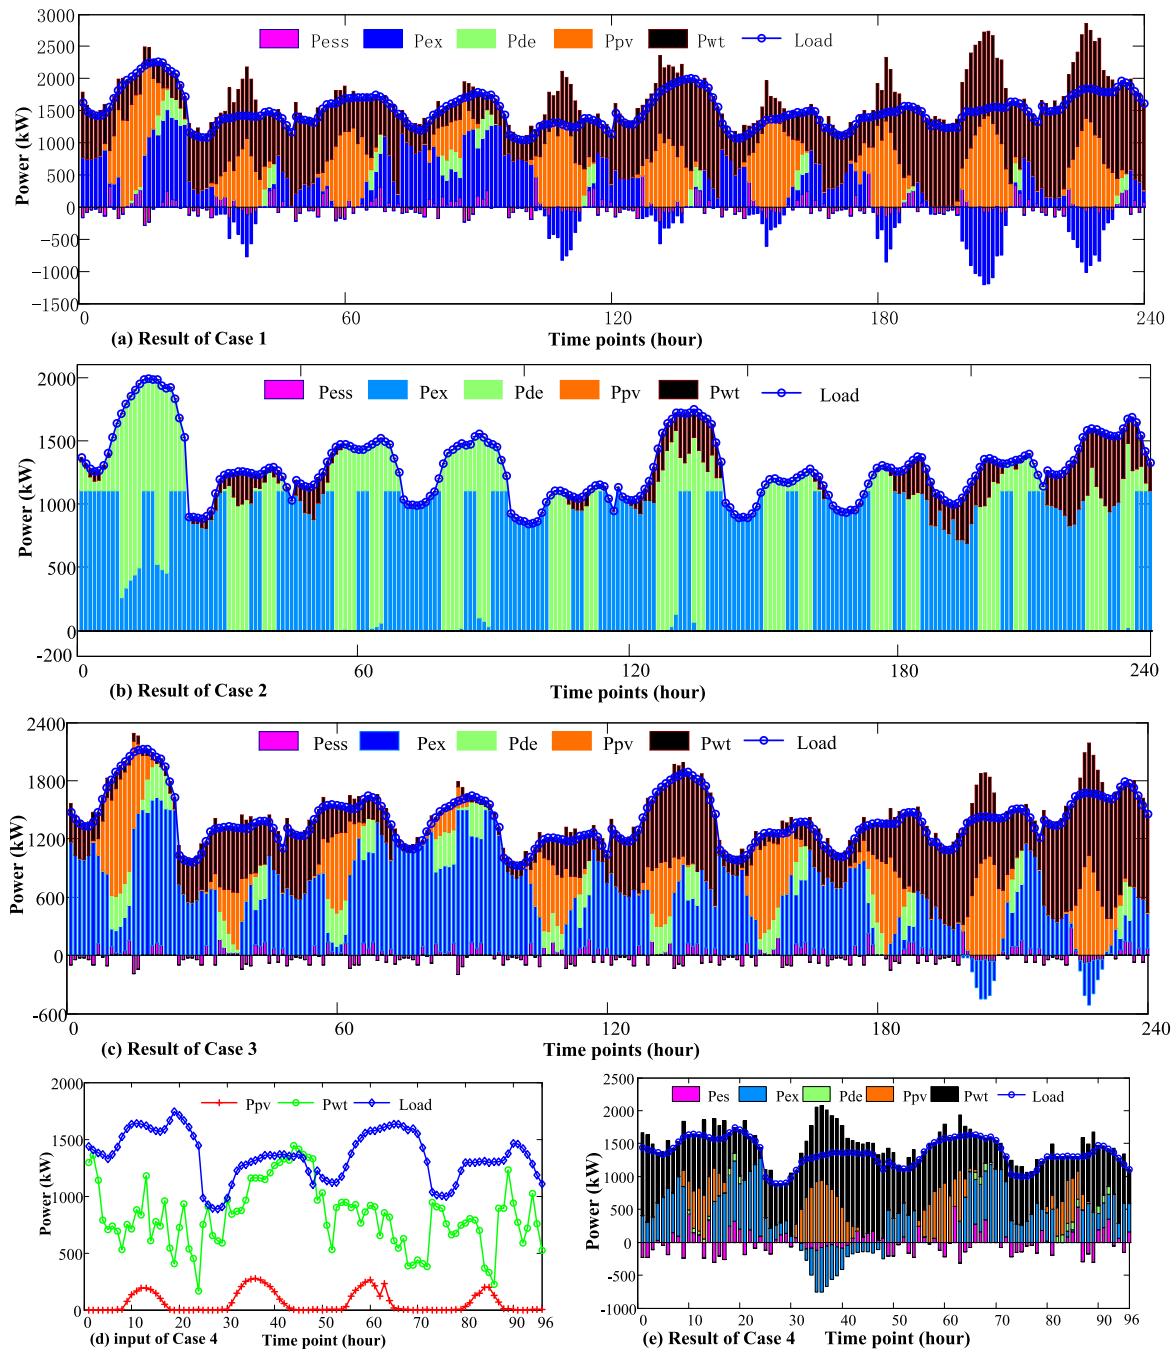 3000
2500
2000
1500
1000
500
0
−500
−1000
−1500
Power (kW)
Pess Pex Pde Ppv Pwt Load
0 60 120 180 240
(a) Result of Case 1 Time points (hour)
2000
1500
1000
500
0
-200
Power (kW)
Pess Pex Pde Ppv Pwt Load
0 60 120 180 240
(b) Result of Case 2 Time points (hour)
2400
1800
1200
600
0
-600
Power (kW)
Pess Pex Pde Ppv Pwt Load
0 60 120 180 240
(c) Result of Case 3 Time points (hour)
2000
1500
1000
500
0
Power (kW)
Ppv Pwt Load
0 10 20 30 40 50 60 70 80 90 96
(d) input of Case 4 Time point (hour)
2500
2000
1500
1000
500
0
-500
-1000
Power (kW)
Pes Pex Pde Ppv Pwt Load
0 10 20 30 40 50 60 70 80 90 96
(e) Result of Case 4 Time point (hour)